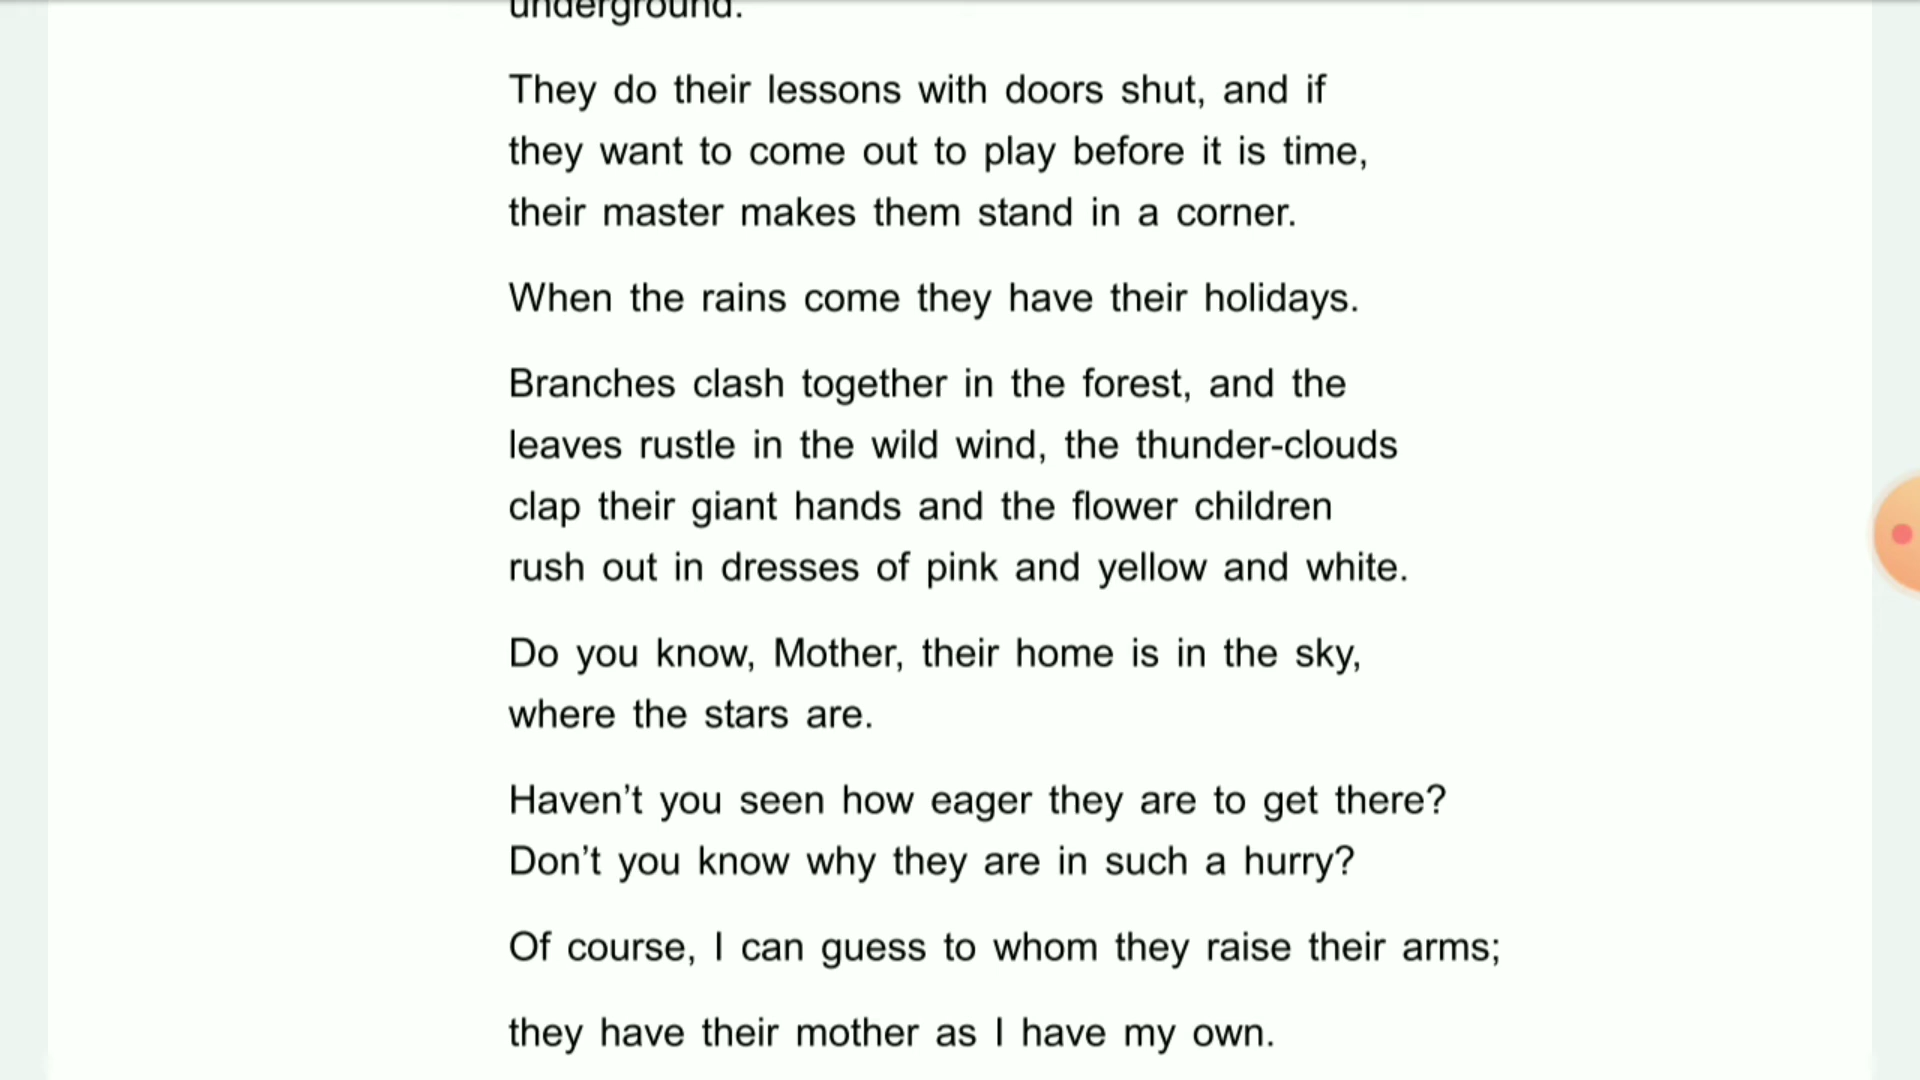 underground.
They do their lessons with doors shut, and if
they want to come out to play before it is time,
their master makes them stand in a corner.
When the rains come they have their holidays.
Branches clash together in the forest, and the
leaves rustle in the wild wind, the thunder-clouds
clap their giant hands and the flower children
rush out in dresses of pink and yellow and white.
Do you know, Mother, their home is in the sky,
where the stars are.
Haven’t you seen how eager they are to get there?
Don’t you know why they are in such a hurry?
Of course, I can guess to whom they raise their arms;
they have their mother as I have my own.